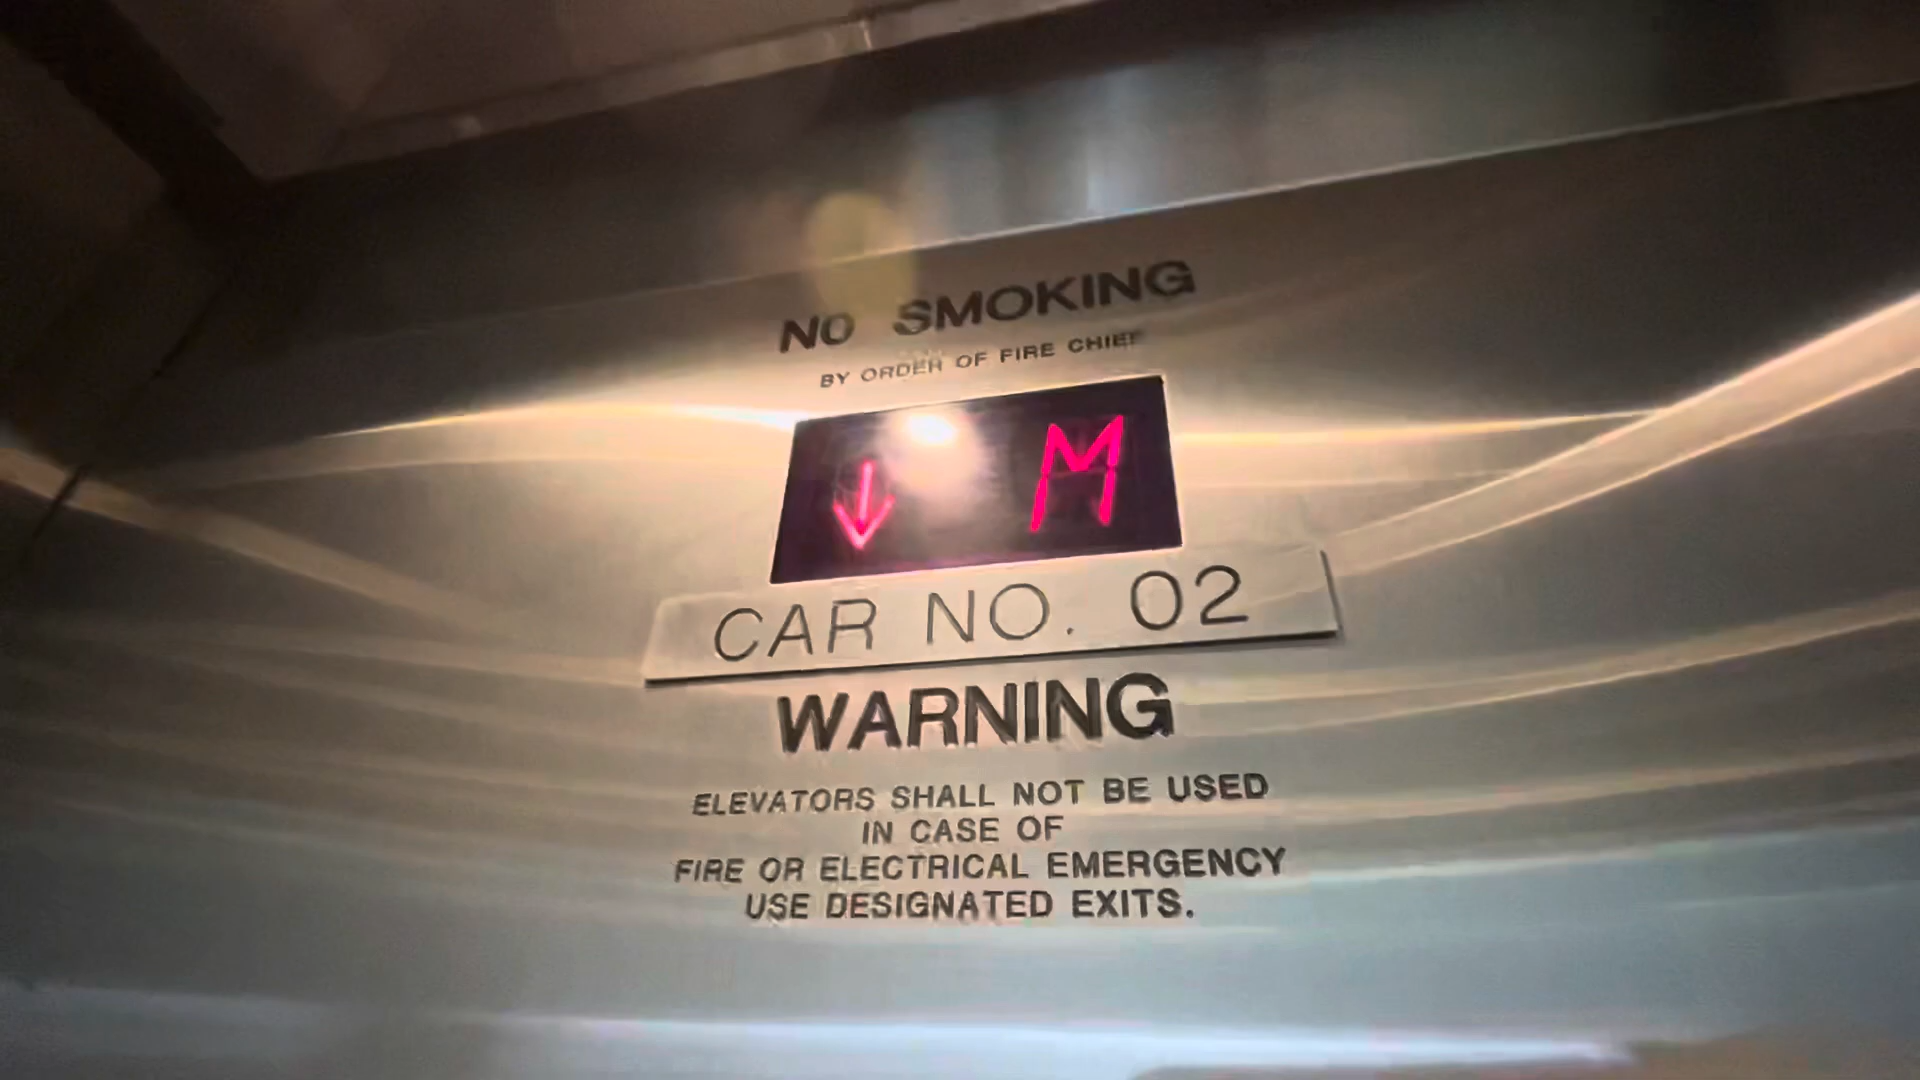 NO SMOKING
BY ORDER OF FIRE CHIEF
↓ M
CAR NO. 02
WARNING
ELEVATORS SHALL NOT BE USED
IN CASE OF
FIRE OR ELECTRICAL EMERGENCY
USE DESIGNATED EXITS.